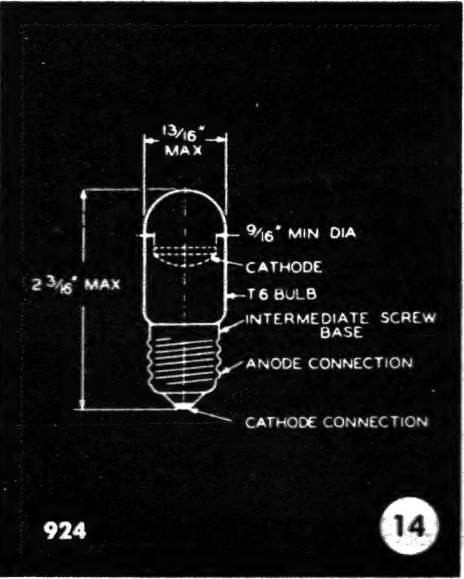 13/16" MAX
9/16" MIN DIA
CATHODE
2 3/16" MAX
T6 BULB
INTERMEDIATE SCREW
BASE
ANODE CONNECTION
CATHODE CONNECTION
924
14